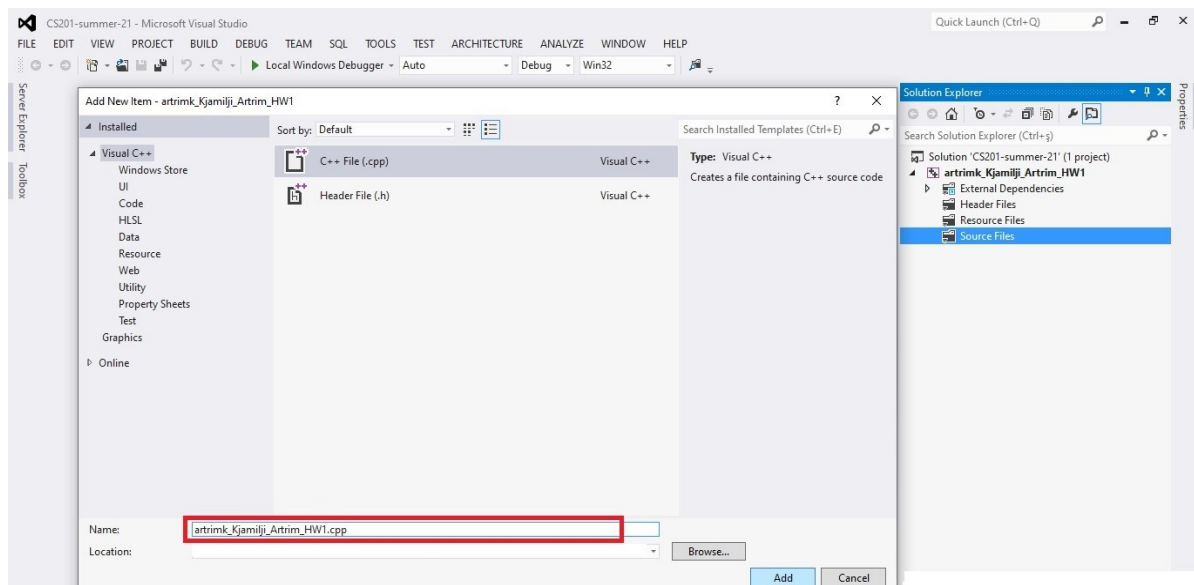 CS201-summer-21 - Microsoft Visual Studio
Quick Launch (Ctrl+Q)
FILE EDIT VIEW PROJECT BUILD DEBUG TEAM SQL TOOLS TEST ARCHITECTURE ANALYZE WINDOW HELP
Local Windows Debugger Auto Debug Win32
Server Explorer
Toolbox
Add New Item - artrimk_Kjamilji_Artrim_HW1
? X
Installed
Sort by: Default
Search Installed Templates (Ctrl+E)
Visual C++
Windows Store
UI
Code
HLSL
Data
Resource
Web
Utility
Property Sheets
Test
Graphics
Online
C++ File (.cpp) Visual C++
Header File (.h) Visual C++
Type: Visual C++
Creates a file containing C++ source code
Name: artrimk_Kjamilji_Artrim_HW1.cpp
Location:
Browse...
Add Cancel
Solution Explorer
Search Solution Explorer (Ctrl+ş)
Solution 'CS201-summer-21' (1 project)
artrimk_Kjamilji_Artrim_HW1
External Dependencies
Header Files
Resource Files
Source Files
Properties